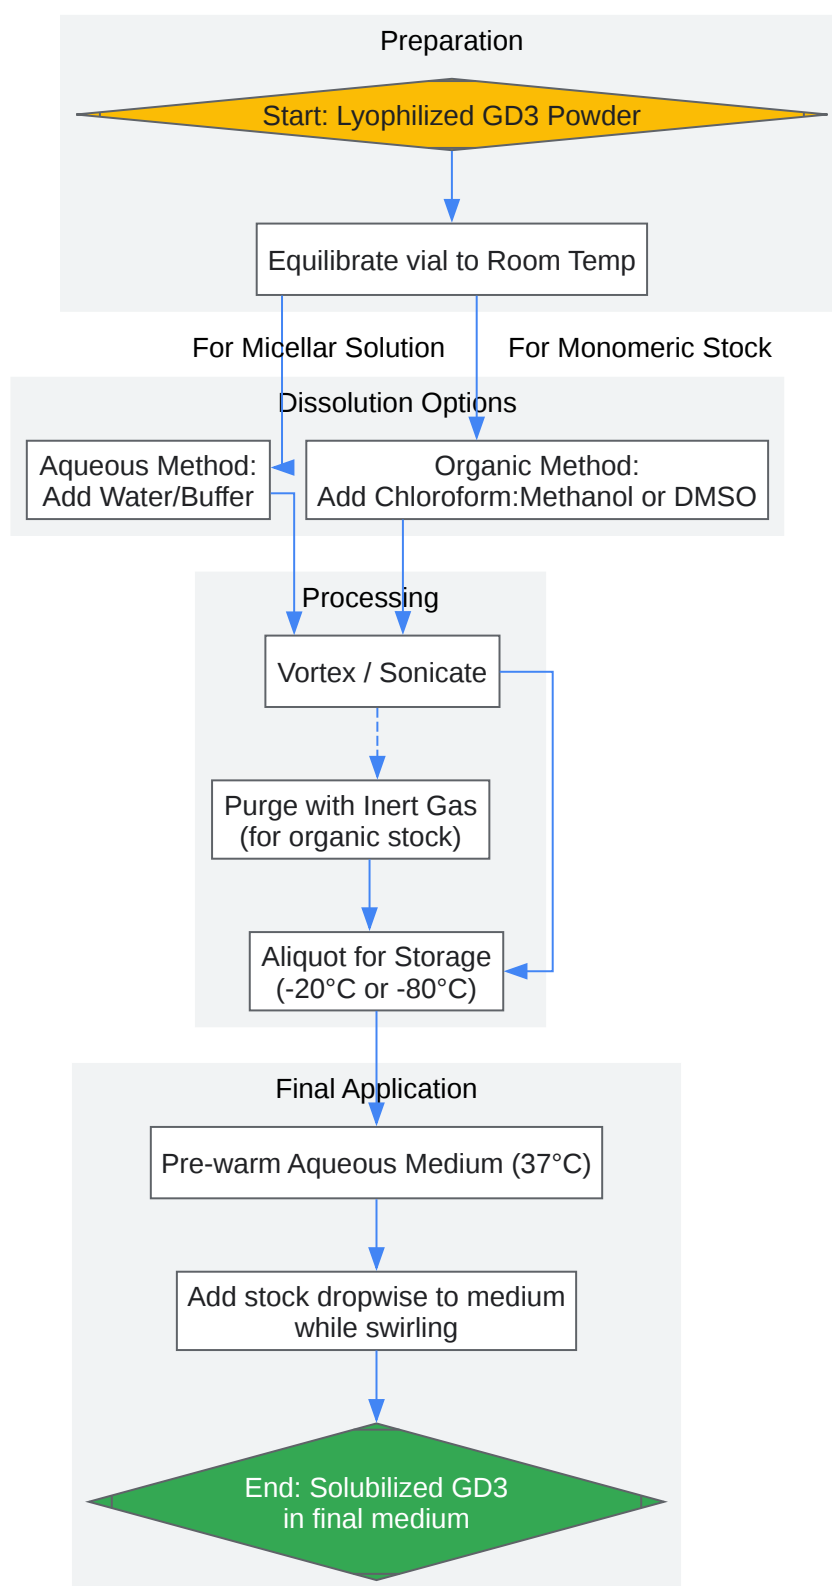 Preparation
Start: Lyophilized GD3 Powder
Equilibrate vial to Room Temp
For Micellar Solution
For Monomeric Stock
Dissolution Options
Aqueous Method:
Add Water/Buffer
Organic Method:
Add Chloroform:Methanol or DMSO
Processing
Vortex / Sonicate
Purge with Inert Gas
(for organic stock)
Aliquot for Storage
(-20°C or -80°C)
Final Application
Pre-warm Aqueous Medium (37°C)
Add stock dropwise to medium
while swirling
End: Solubilized GD3
in final medium